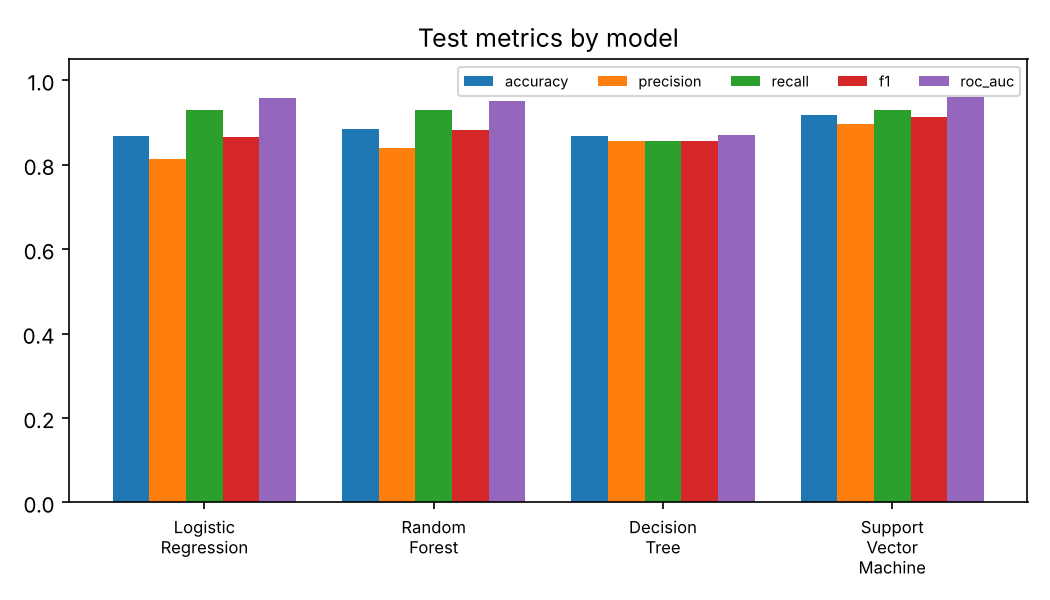 Test metrics by model
accuracy precision recall f1 roc_auc
1.0
0.8
0.6
0.4
0.2
0.0
Logistic
Regression
Random
Forest
Decision
Tree
Support
Vector
Machine